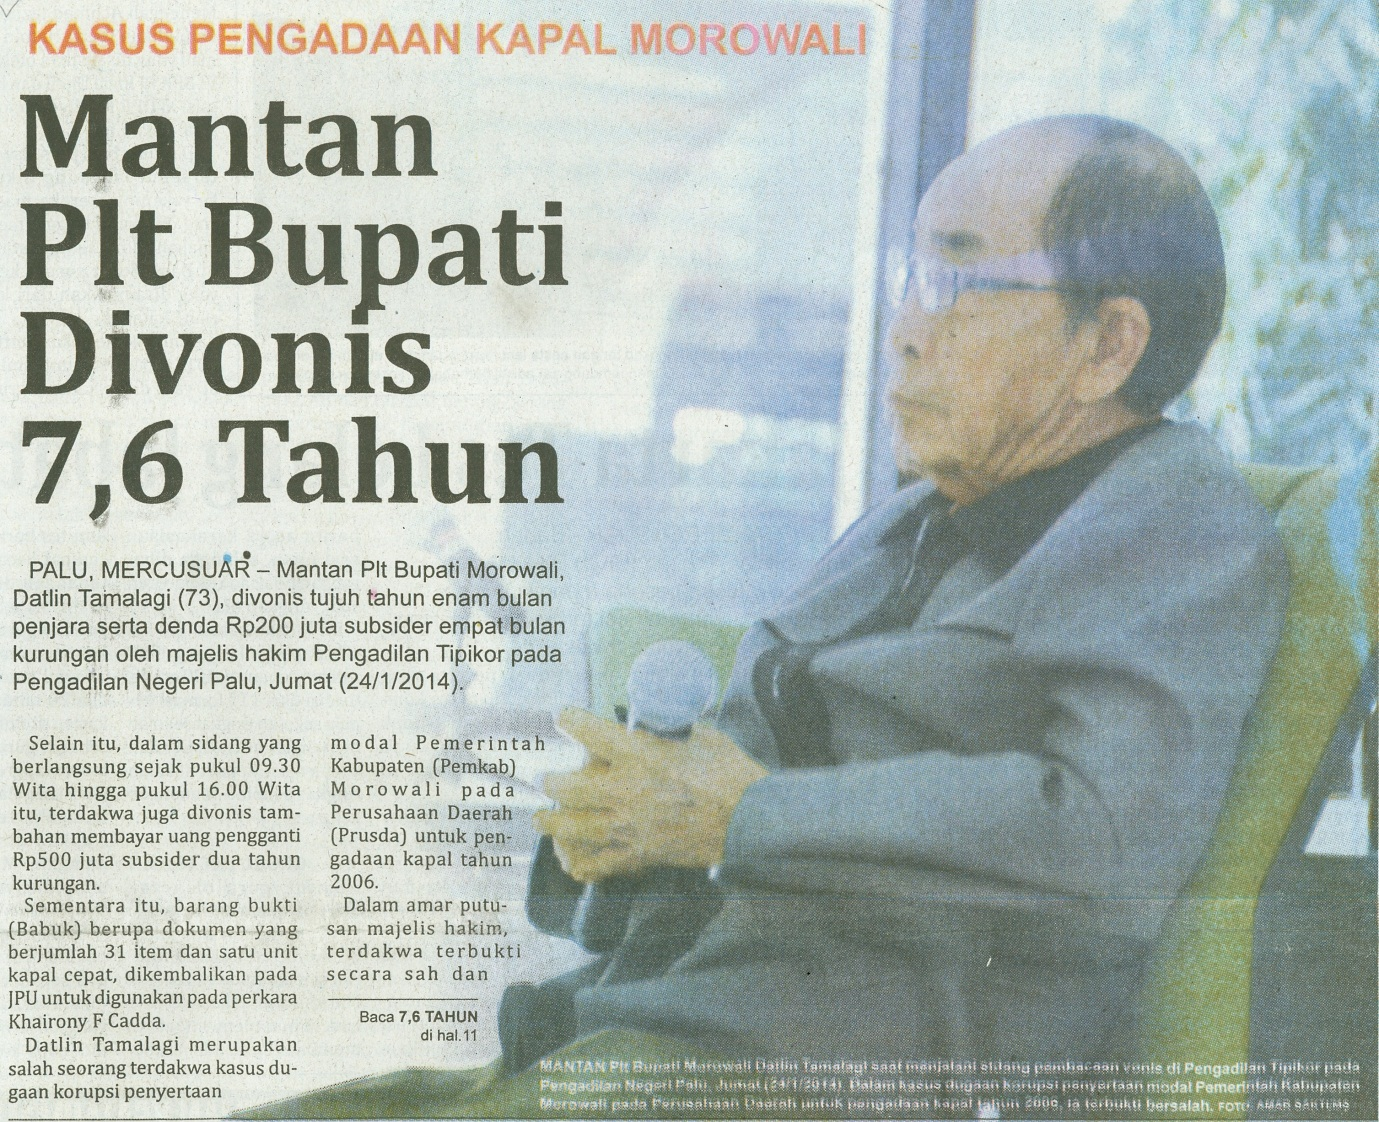 KASUS PENGADAAN KAPAL MOROWALI
Mantan
Plt Bupati
Divonis
7,6 Tahun
PALU, MERCUSUAR – Mantan Plt Bupati Morowali,
Datlin Tamalagi (73), divonis tujuh tahun enam bulan
penjara serta denda Rp200 juta subsider empat bulan
kurungan oleh majelis hakim Pengadilan Tipikor pada
Pengadilan Negeri Palu, Jumat (24/1/2014).
Selain itu, dalam sidang yang
berlangsung sejak pukul 09.30
Wita hingga pukul 16.00 Wita
itu, terdakwa juga divonis tam-
bahan membayar uang pengganti
Rp500 juta subsider dua tahun
kurungan.
Sementara itu, barang bukti
(Babuk) berupa dokumen yang
berjumlah 31 item dan satu unit
kapal cepat, dikembalikan pada
JPU untuk digunakan pada perkara
Khairony F Cadda.
Datlin Tamalagi merupakan
salah seorang terdakwa kasus du-
gaan korupsi penyertaan
modal Pemerintah
Kabupaten (Pemkab)
Morowali pada
Perusahaan Daerah
(Prusda) untuk pen-
gadaan kapal tahun
2006.
Dalam amar putu-
san majelis hakim,
terdakwa terbukti
secara sah dan
Baca 7,6 TAHUN
di hal.11
MANTAN Plt Bupati Morowali Datlin Tamalagi saat menjalani sidang pembacaan vonis di Pengadilan Tipikor pada
Pengadilan Negeri Palu, Jumat (24/1/2014). Dalam kasus dugaan korupsi penyertaan modal Pemerintah Kabupaten
Morowali pada Perusahaan Daerah untuk pengadaan kapal tahun 2006, ia terbukti bersalah. FOTO: